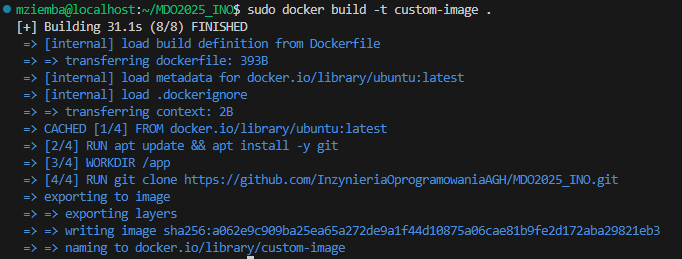 mziemba@localhost:~/MDO2025_INO$ sudo docker build -t custom-image .
[+] Building 31.1s (8/8) FINISHED
=> [internal] load build definition from Dockerfile
=> => transferring dockerfile: 393B
=> [internal] load metadata for docker.io/library/ubuntu:latest
=> [internal] load .dockerignore
=> => transferring context: 2B
=> CACHED [1/4] FROM docker.io/library/ubuntu:latest
=> [2/4] RUN apt update && apt install -y git
=> [3/4] WORKDIR /app
=> [4/4] RUN git clone https://github.com/InzynieriaOprogramowaniaAGH/MDO2025_INO.git
=> exporting to image
=> => exporting layers
=> => writing image sha256:a062e9c909ba25ea65a272de9a1f44d10875a06cae81b9fe2d172aba29821eb3
=> => naming to docker.io/library/custom-image